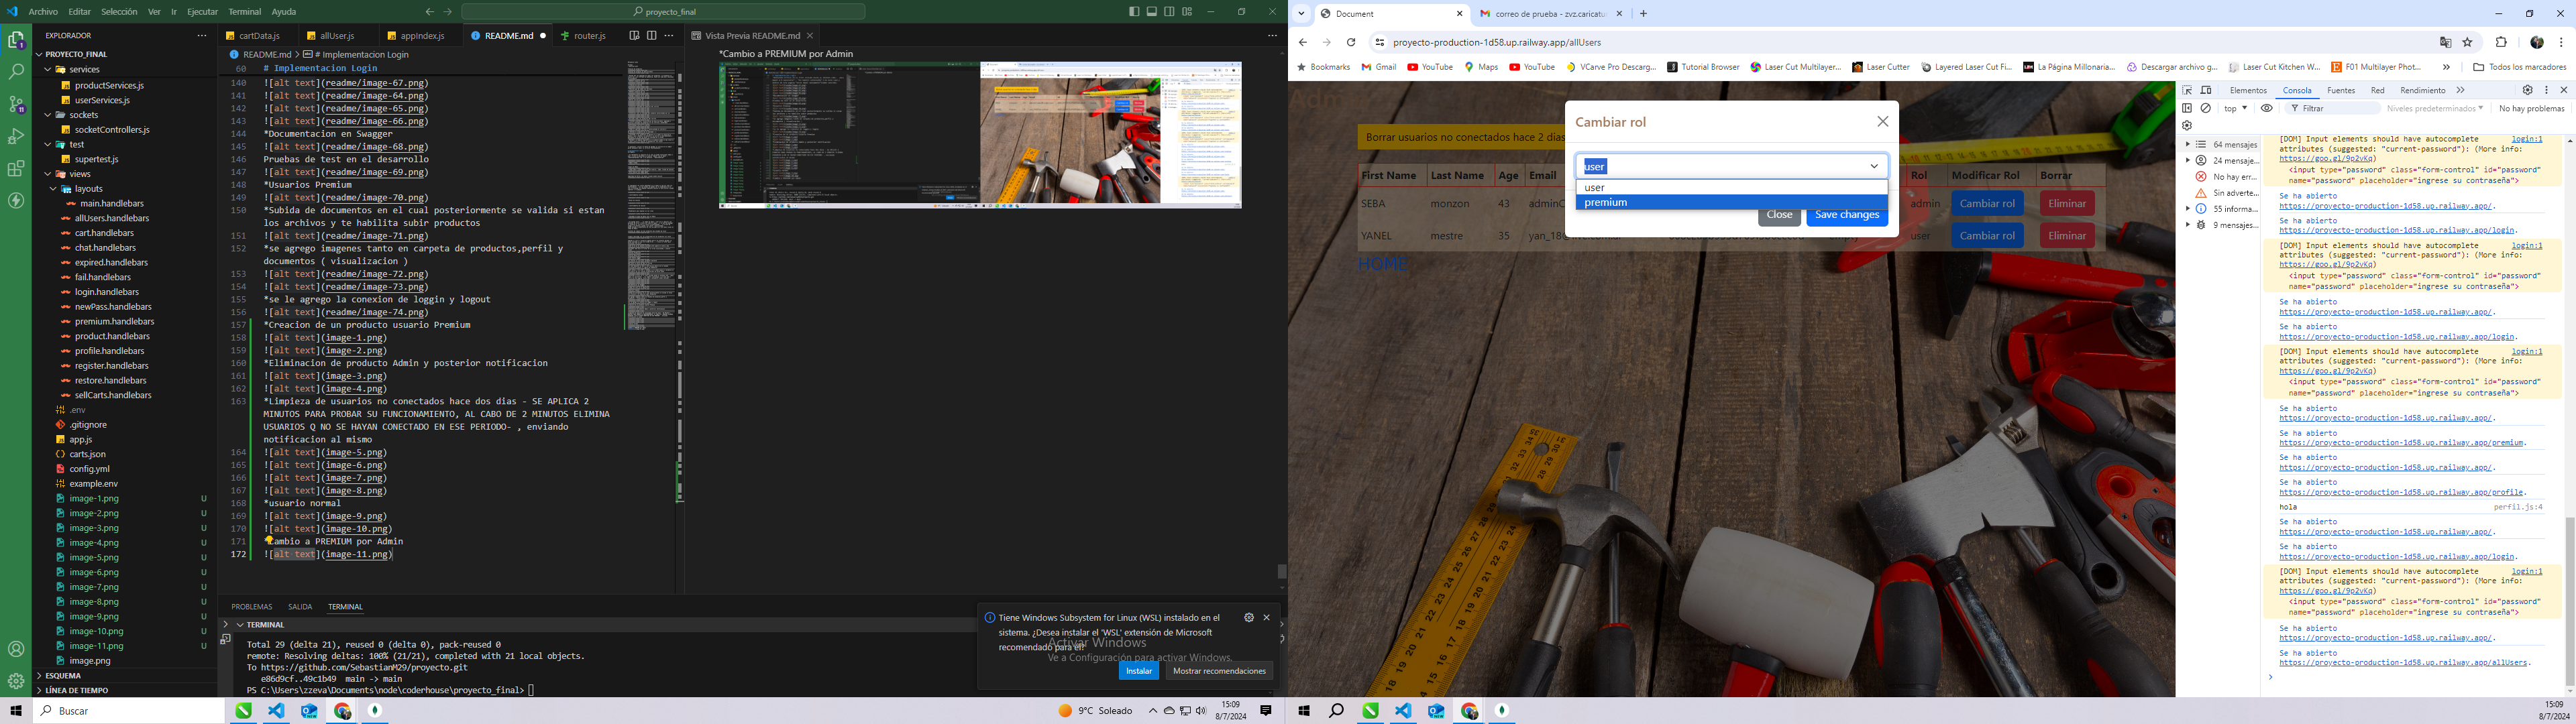 Archivo Editar Selección Ver Ir Ejecutar Terminal Ayuda
proyecto_final
EXPLORADOR
PROYECTO_FINAL
services
productServices.js
userServices.js
sockets
socketControllers.js
test
supertest.js
views
layouts
main.handlebars
allUsers.handlebars
cart.handlebars
chat.handlebars
expired.handlebars
fail.handlebars
login.handlebars
newPass.handlebars
premium.handlebars
product.handlebars
profile.handlebars
register.handlebars
restore.handlebars
sellCarts.handlebars
.env
.gitignore
app.js
carts.json
config.yml
example.env
image-1.png U
image-2.png U
image-3.png U
image-4.png U
image-5.png U
image-6.png U
image-7.png U
image-8.png U
image-9.png U
image-10.png U
image-11.png U
image.png
ESQUEMA
LÍNEA DE TIEMPO
cartData.js allUser.js appIndex.js README.md router.js
README.md > # Implementacion Login
60 # Implementacion Login
140 ![alt text](readme/image-67.png)
141 ![alt text](readme/image-64.png)
142 ![alt text](readme/image-65.png)
143 ![alt text](readme/image-66.png)
144 *Documentacion en Swagger
145 ![alt text](readme/image-68.png)
146 Pruebas de test en el desarrollo
147 ![alt text](readme/image-69.png)
148 *Usuarios Premium
149 ![alt text](readme/image-70.png)
150 *Subida de documentos en el cual posteriormente se valida si estan
los archivos y te habilita subir productos
151 ![alt text](readme/image-71.png)
152 *se agrego imagenes tanto en carpeta de productos,perfil y
documentos ( visualizacion )
153 ![alt text](readme/image-72.png)
154 ![alt text](readme/image-73.png)
155 *se le agrego la conexion de loggin y logout
156 ![alt text](readme/image-74.png)
157 *Creacion de un producto usuario Premium
158 ![alt text](image-1.png)
159 ![alt text](image-2.png)
160 *Eliminacion de producto Admin y posterior notificacion
161 ![alt text](image-3.png)
162 ![alt text](image-4.png)
163 *Limpieza de usuarios no conectados hace dos dias - SE APLICA 2
MINUTOS PARA PROBAR SU FUNCIONAMIENTO, AL CABO DE 2 MINUTOS ELIMINA
USUARIOS Q NO SE HAYAN CONECTADO EN ESE PERIODO- , enviando
notificacion al mismo
164 ![alt text](image-5.png)
165 ![alt text](image-6.png)
166 ![alt text](image-7.png)
167 ![alt text](image-8.png)
168 *usuario normal
169 ![alt text](image-9.png)
170 ![alt text](image-10.png)
171 *Cambio a PREMIUM por Admin
172 ![alt text](image-11.png)
PROBLEMAS SALIDA TERMINAL
TERMINAL
Total 29 (delta 21), reused 0 (delta 0), pack-reused 0
remote: Resolving deltas: 100% (21/21), completed with 21 local objects.
To https://github.com/SebastianM29/proyecto.git
e86d9cf..49c1b49 main -> main
PS C:\Users\zzeva\Documents\node\coderhouse\proyecto_final>
Vista Previa README.md
*Cambio a PREMIUM por Admin
Tiene Windows Subsystem for Linux (WSL) instalado en el
sistema. ¿Desea instalar el 'WSL' extensión de Microsoft
recomendado para él?
Activar Windows
Ve a Configuración para activar Windows.
Instalar Mostrar recomendaciones
Buscar
9°C Soleado
15:09
8/7/2024
Document
correo de prueba - zvz.caricatu
proyecto-production-1d58.up.railway.app/allUsers
Bookmarks Gmail YouTube Maps YouTube VCarve Pro Descarg... Tutorial Browser Laser Cut Multilayer... Laser Cutter Layered Laser Cut Fi... La Página Millonaria... Descargar archivo g... Laser Cut Kitchen W... F01 Multilayer Phot... Todos los marcadores
Borrar usuarios no conectados hace 2 dias
First Name Last Name Age Email Rol Modificar Rol Borrar
SEBA monzon 43 admin Cambiar rol Eliminar
YANEL mestre 35 user Cambiar rol Eliminar
HOME
Cambiar rol
user
user
premium
Close Save changes
Elementos Consola Fuentes Red Rendimiento
top Filtrar Niveles predeterminados No hay problemas
64 mensajes
24 mensaje...
No hay err...
Sin adverte...
55 informa...
9 mensajes...
[DOM] Input elements should have autocomplete login:1
attributes (suggested: "current-password"): (More info:
https://goo.gl/9p2vKq)
<input type="password" class="form-control" id="password"
name="password" placeholder="ingrese su contraseña">
Se ha abierto
https://proyecto-production-1d58.up.railway.app/.
Se ha abierto
https://proyecto-production-1d58.up.railway.app/login.
[DOM] Input elements should have autocomplete login:1
attributes (suggested: "current-password"): (More info:
https://goo.gl/9p2vKq)
<input type="password" class="form-control" id="password"
name="password" placeholder="ingrese su contraseña">
Se ha abierto
https://proyecto-production-1d58.up.railway.app/.
Se ha abierto
https://proyecto-production-1d58.up.railway.app/login.
[DOM] Input elements should have autocomplete login:1
attributes (suggested: "current-password"): (More info:
https://goo.gl/9p2vKq)
<input type="password" class="form-control" id="password"
name="password" placeholder="ingrese su contraseña">
Se ha abierto
https://proyecto-production-1d58.up.railway.app/.
Se ha abierto
https://proyecto-production-1d58.up.railway.app/premium.
Se ha abierto
https://proyecto-production-1d58.up.railway.app/.
Se ha abierto
https://proyecto-production-1d58.up.railway.app/profile.
hola perfil.js:4
Se ha abierto
https://proyecto-production-1d58.up.railway.app/.
Se ha abierto
https://proyecto-production-1d58.up.railway.app/login.
[DOM] Input elements should have autocomplete login:1
attributes (suggested: "current-password"): (More info:
https://goo.gl/9p2vKq)
<input type="password" class="form-control" id="password"
name="password" placeholder="ingrese su contraseña">
Se ha abierto
https://proyecto-production-1d58.up.railway.app/.
Se ha abierto
https://proyecto-production-1d58.up.railway.app/allUsers.
15:09
8/7/2024